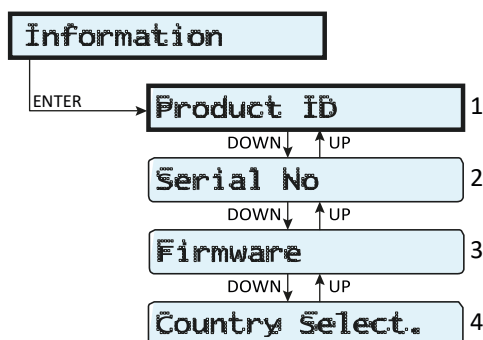 Information
ENTER
Product ID 1
DOWN UP
Serial No 2
DOWN UP
Firmware 3
DOWN UP
Country Select. 4